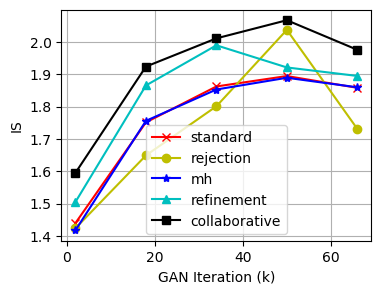 2.0
1.9
1.8
1.7
1.6
1.5
1.4
IS
standard
rejection
mh
refinement
collaborative
0 20 40 60
GAN Iteration (k)